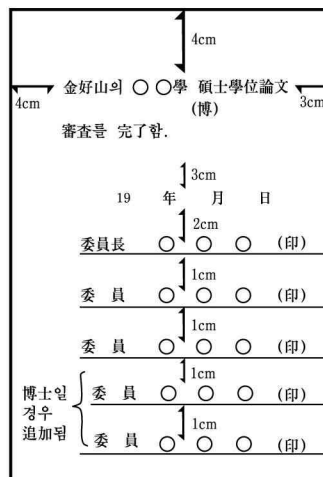 4cm
4cm 金好山의 ○ ○學 碩士學位論文 3cm
(博)
審査를 完了함.
3cm
19 年 月 日
2cm
委員長 ○ ○ ○ (印)
1cm
委 員 ○ ○ ○ (印)
1cm
委 員 ○ ○ ○ (印)
1cm
博士일
경우
追加됨
委 員 ○ ○ ○ (印)
1cm
委 員 ○ ○ ○ (印)